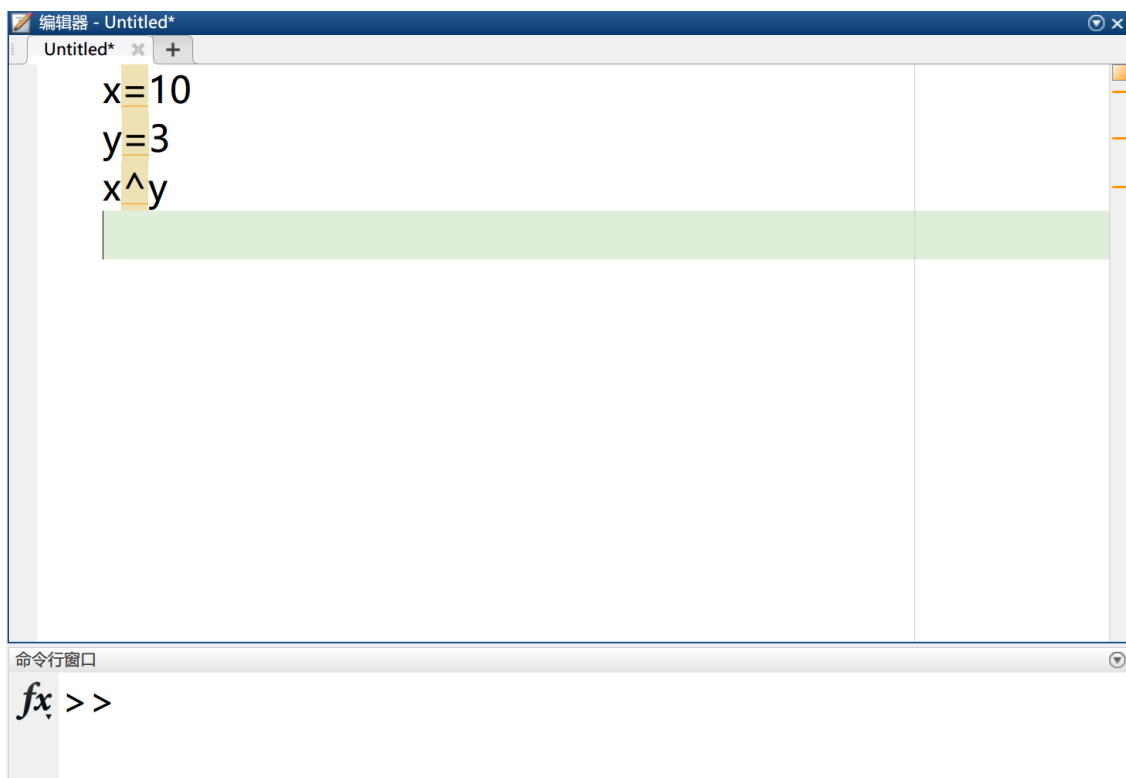 编辑器 - Untitled*
Untitled*
x=10
y=3
x^y
命令行窗口
fx >>